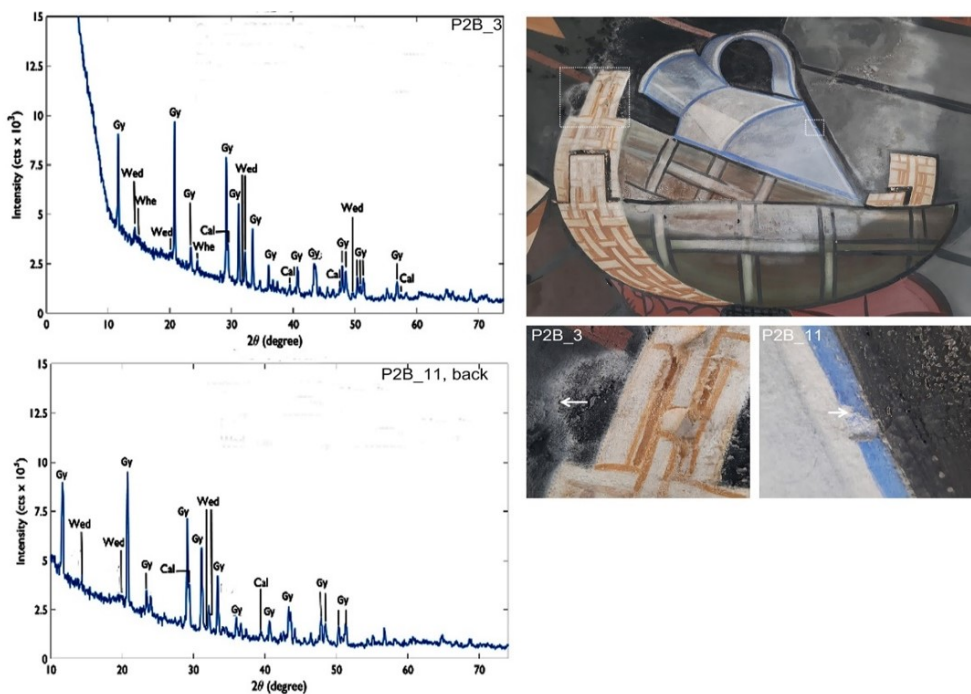 P2B_3
Intensity (cts x 10³)
15
12.5
10
7.5
5
2.5
0
Gy
Wed
Whe
Wed
Gy
Gy
Whe
Gy
Cal
Gy
Wed
Gy
Gy
Cal
Gy
Gy
Cal
Gy
Wed
Gy
Gy
Cal
10 20 30 40 50 60 70
2θ (degree)
P2B_11, back
Intensity (cts x 10³)
15
12.5
10
7.5
5
2.5
0
Gy
Wed
Wed
Gy
Gy
Gy
Cal
Gy
Wed
Gy
Gy
Cal
Gy
Gy
Gy
Gy
10 20 30 40 50 60 70
2θ (degree)
P2B_3
P2B_11